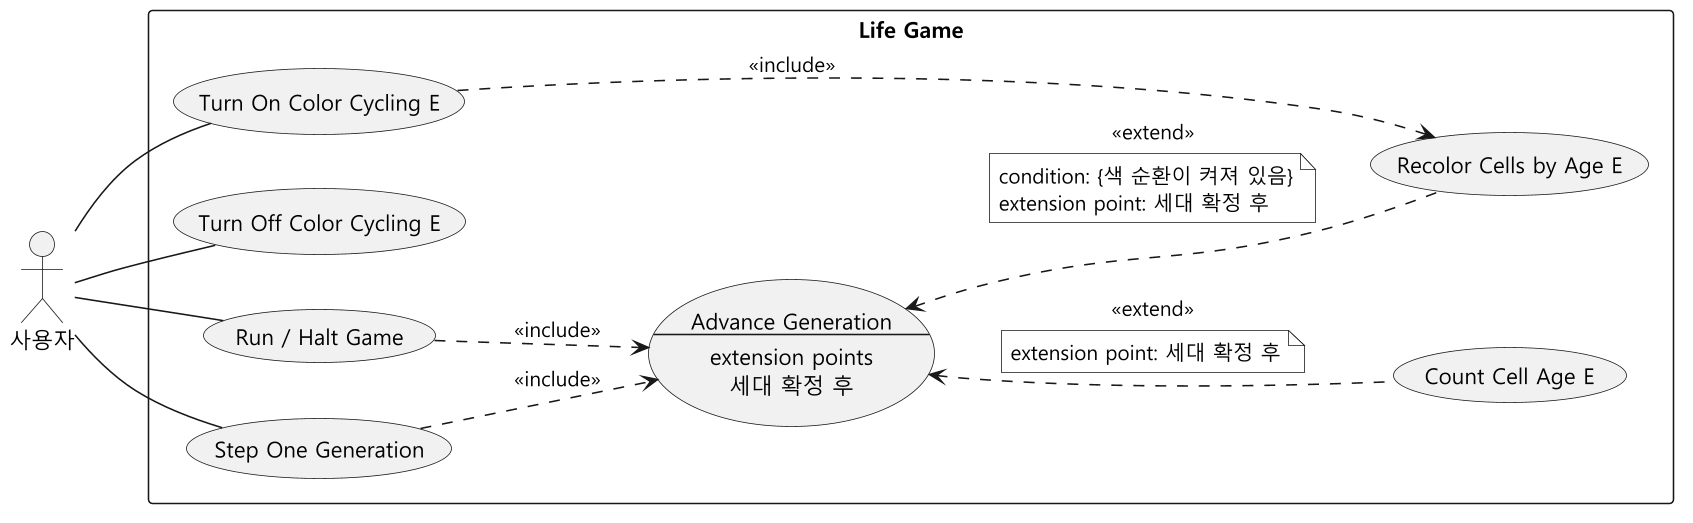 Life Game
«include»
Turn On Color Cycling E
«extend»
condition: {색 순환이 켜져 있음}
extension point: 세대 확정 후
Recolor Cells by Age E
Turn Off Color Cycling E
사용자
Run / Halt Game
«include»
Advance Generation
extension points
세대 확정 후
«extend»
extension point: 세대 확정 후
«include»
Count Cell Age E
Step One Generation